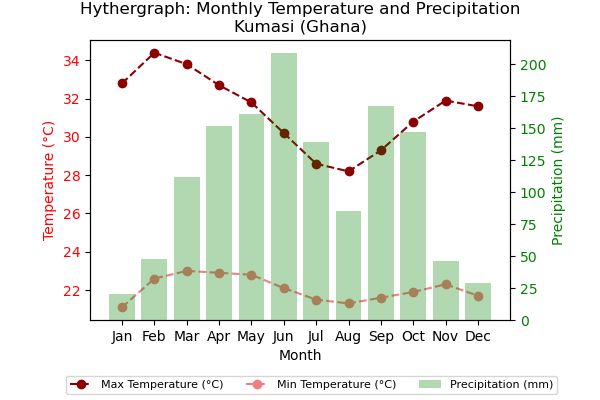 Hythergraph: Monthly Temperature and Precipitation
Kumasi (Ghana)
34
32
30
28
26
24
22
Temperature (°C)
200
175
150
125
100
75
50
25
0
Precipitation (mm)
Jan Feb Mar Apr May Jun Jul Aug Sep Oct Nov Dec
Month
Max Temperature (°C) Min Temperature (°C) Precipitation (mm)